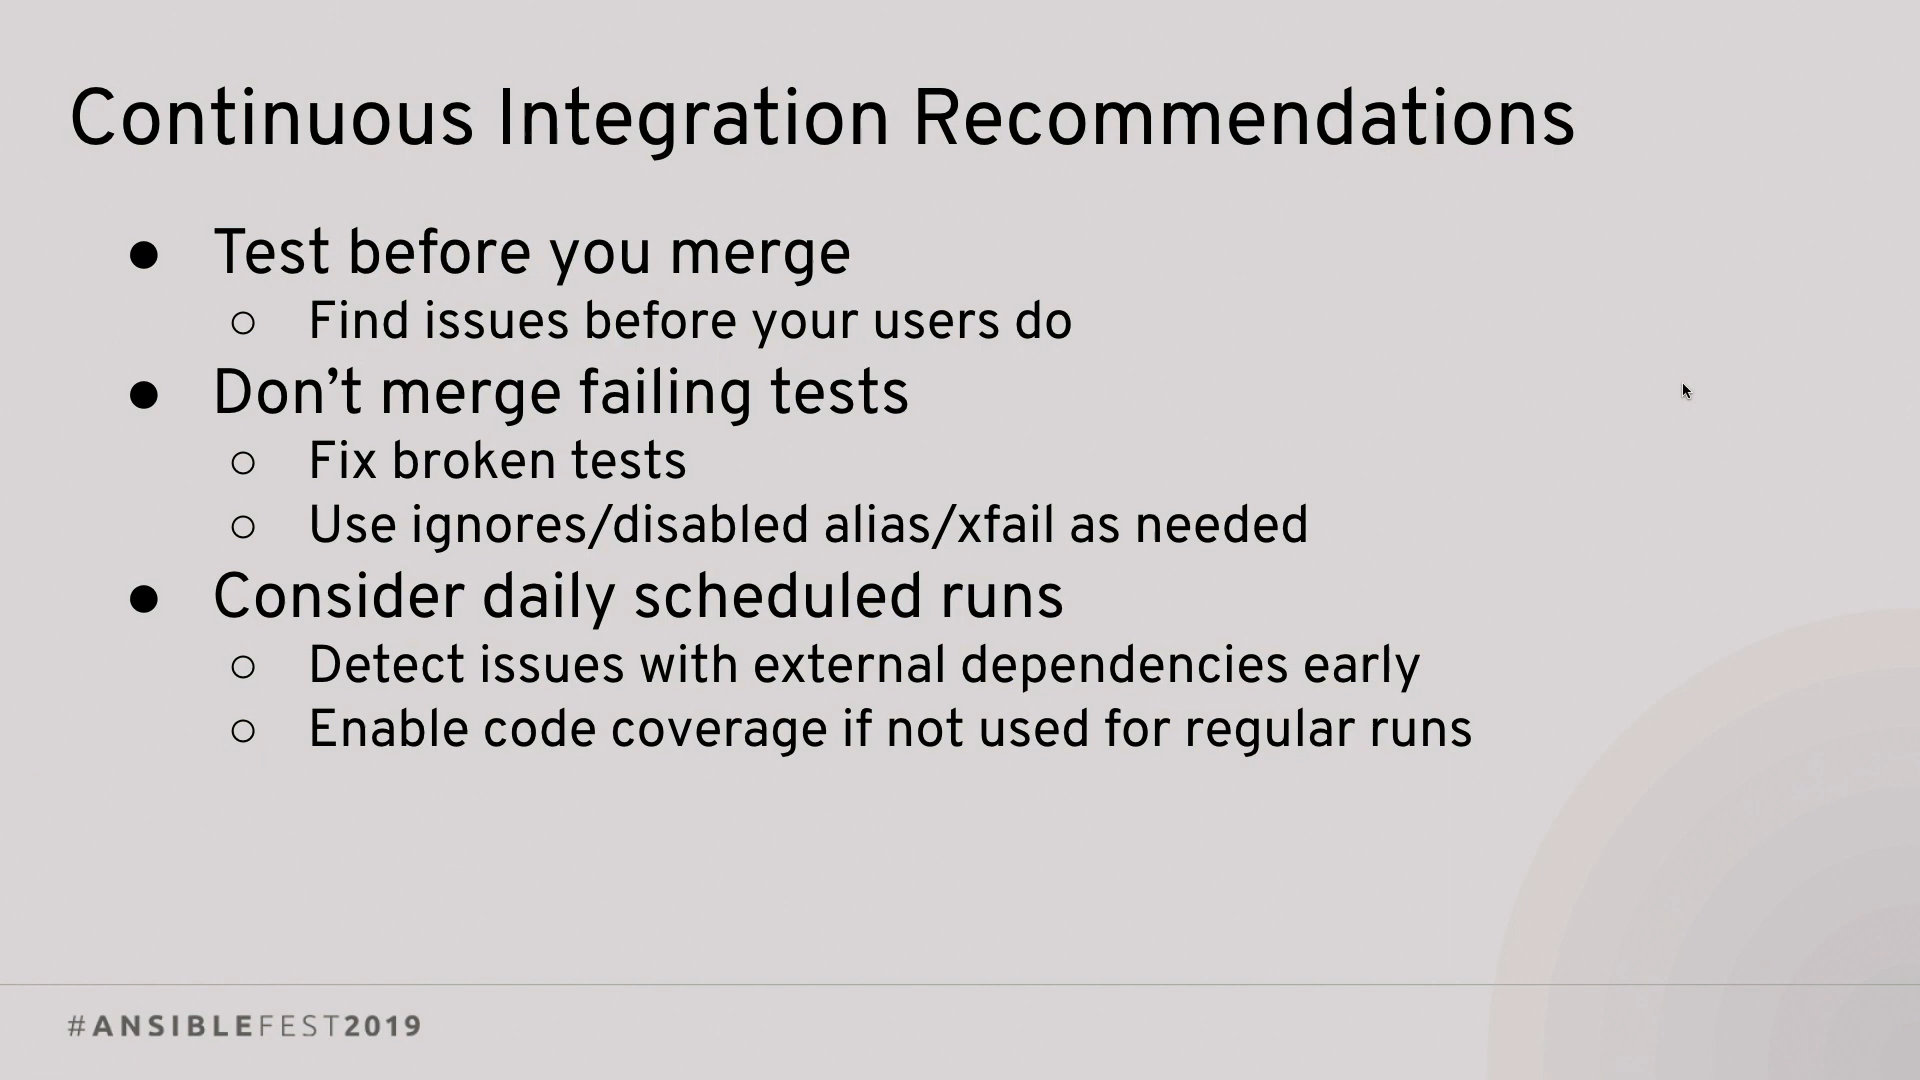 Continuous Integration Recommendations
● Test before you merge
○ Find issues before your users do
● Don’t merge failing tests
○ Fix broken tests
○ Use ignores/disabled alias/xfail as needed
● Consider daily scheduled runs
○ Detect issues with external dependencies early
○ Enable code coverage if not used for regular runs
#ANSIBLEFEST2019